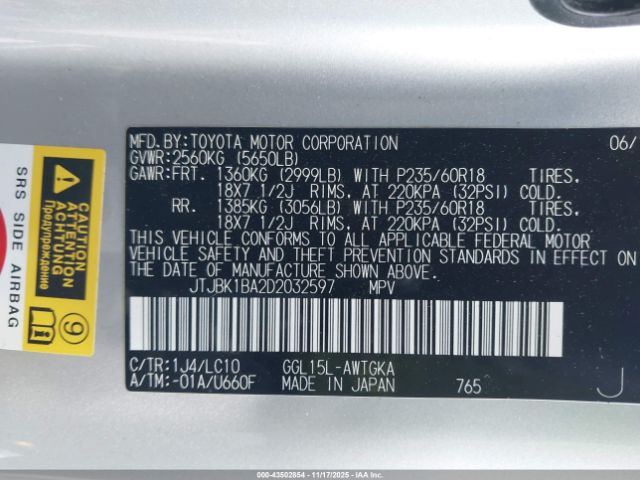 MFD.BY:TOYOTA MOTOR CORPORATION 06/
GVWR:2560KG (5650LB)
GAWR:FRT. 1360KG (2999LB) WITH P235/60R18 TIRES,
18X7 1/2J RIMS, AT 220KPA (32PSI) COLD.
RR. 1385KG (3056LB) WITH P235/60R18 TIRES,
18X7 1/2J RIMS, AT 220KPA (32PSI) COLD.
THIS VEHICLE CONFORMS TO ALL APPLICABLE FEDERAL MOTOR
VEHICLE SAFETY AND THEFT PREVENTION STANDARDS IN EFFECT ON
THE DATE OF MANUFACTURE SHOWN ABOVE.
JTJBK1BA2D2032597 MPV
C/TR:1J4/LC10 GGL15L-AWTGKA
A/TM:-01A/U660F MADE IN JAPAN 765 J
SRS SIDE AIRBAG
CAUTION
ATTENTION
ACHTUNG
Предупреждение
i
9
000-43502654 | 11/17/2025 | IAAI